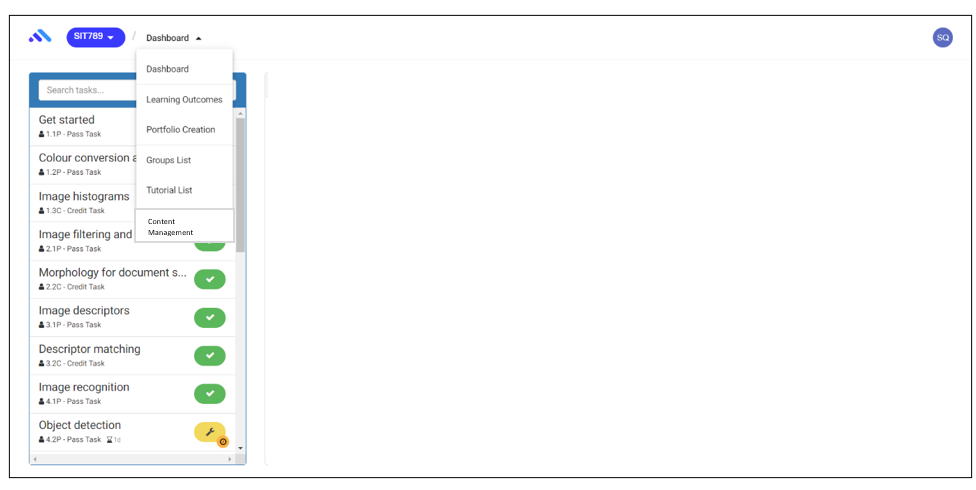 SIT789 / Dashboard
SQ
Dashboard
Learning Outcomes
Portfolio Creation
Groups List
Tutorial List
Content
Management
Search tasks...
Get started
1.1P - Pass Task
Colour conversion a
1.2P - Pass Task
Image histograms
1.3C - Credit Task
Image filtering and
2.1P - Pass Task
Morphology for document s...
2.2C - Credit Task
Image descriptors
3.1P - Pass Task
Descriptor matching
3.2C - Credit Task
Image recognition
4.1P - Pass Task
Object detection
4.2P - Pass Task 1d